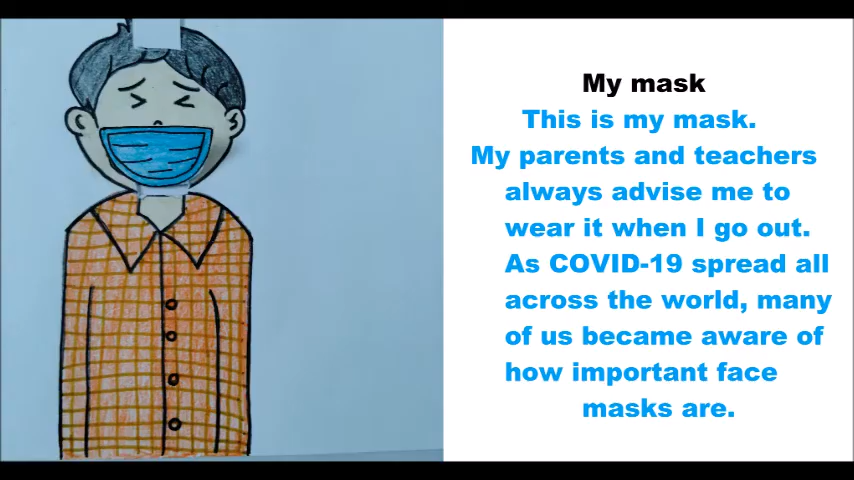 My mask
This is my mask.
My parents and teachers
always advise me to
wear it when I go out.
As COVID-19 spread all
across the world, many
of us became aware of
how important face
masks are.